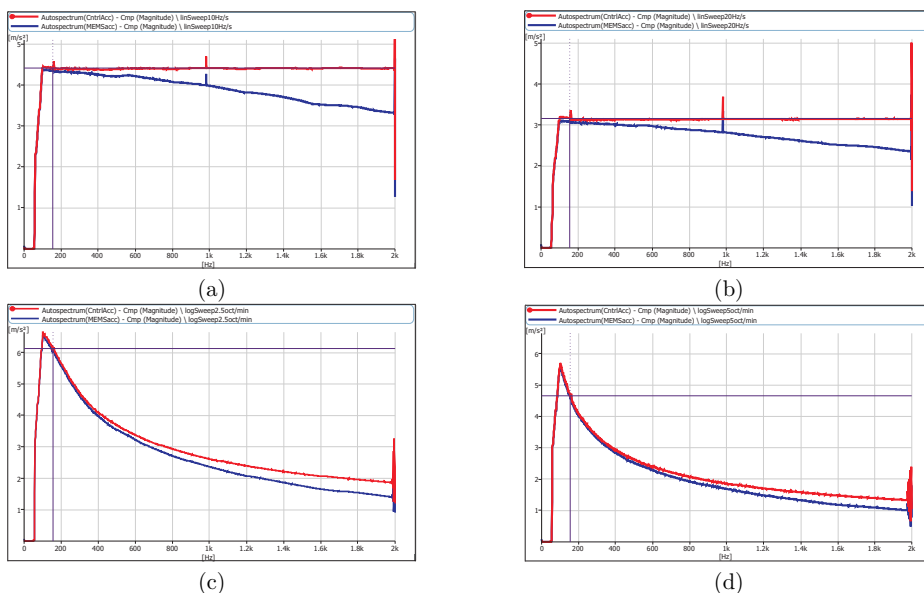 Autospectrum(CntrlAcc) - Cmp (Magnitude) \ linSweep10Hz/s
Autospectrum(MEMSacc) - Cmp (Magnitude) \ linSweep10Hz/s
[m/s²]
5
4
3
2
1
0 200 400 600 800 1k 1.2k 1.4k 1.6k 1.8k 2k
[Hz]
(a)
Autospectrum(CntrlAcc) - Cmp (Magnitude) \ linSweep20Hz/s
Autospectrum(MEMSacc) - Cmp (Magnitude) \ linSweep20Hz/s
[m/s²]
5
4
3
2
1
0 200 400 600 800 1k 1.2k 1.4k 1.6k 1.8k 2k
[Hz]
(b)
Autospectrum(CntrlAcc) - Cmp (Magnitude) \ logSweep2.5oct/min
Autospectrum(MEMSacc) - Cmp (Magnitude) \ logSweep2.5oct/min
[m/s²]
6
5
4
3
2
1
0 200 400 600 800 1k 1.2k 1.4k 1.6k 1.8k 2k
[Hz]
(c)
Autospectrum(CntrlAcc) - Cmp (Magnitude) \ logSweep5oct/min
Autospectrum(MEMSacc) - Cmp (Magnitude) \ logSweep5oct/min
[m/s²]
6
5
4
3
2
1
0 200 400 600 800 1k 1.2k 1.4k 1.6k 1.8k 2k
[Hz]
(d)